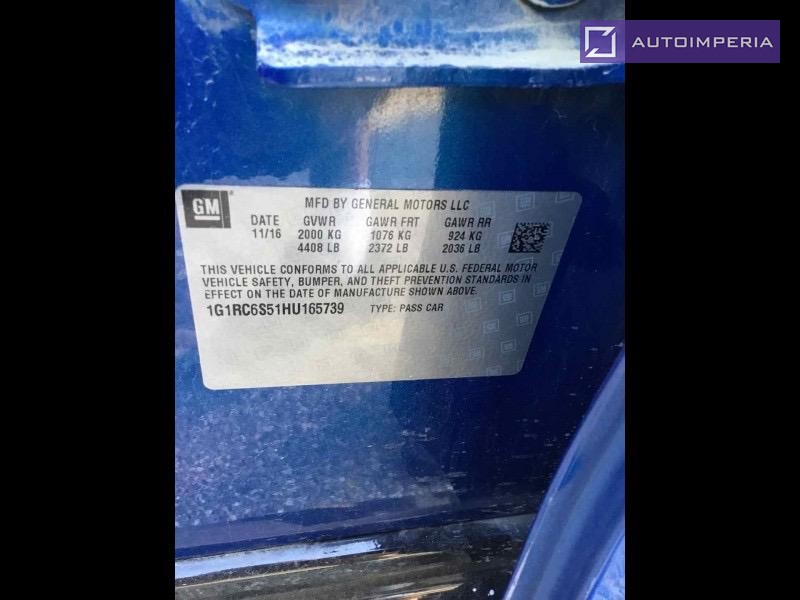 AUTOIMPERIA
GM
MFD BY GENERAL MOTORS LLC
DATE GVWR GAWR FRT GAWR RR
11/16 2000 KG 1076 KG 924 KG
4408 LB 2372 LB 2036 LB
THIS VEHICLE CONFORMS TO ALL APPLICABLE U.S. FEDERAL MOTOR
VEHICLE SAFETY, BUMPER, AND THEFT PREVENTION STANDARDS IN
EFFECT ON THE DATE OF MANUFACTURE SHOWN ABOVE.
1G1RC6S51HU165739 TYPE: PASS CAR